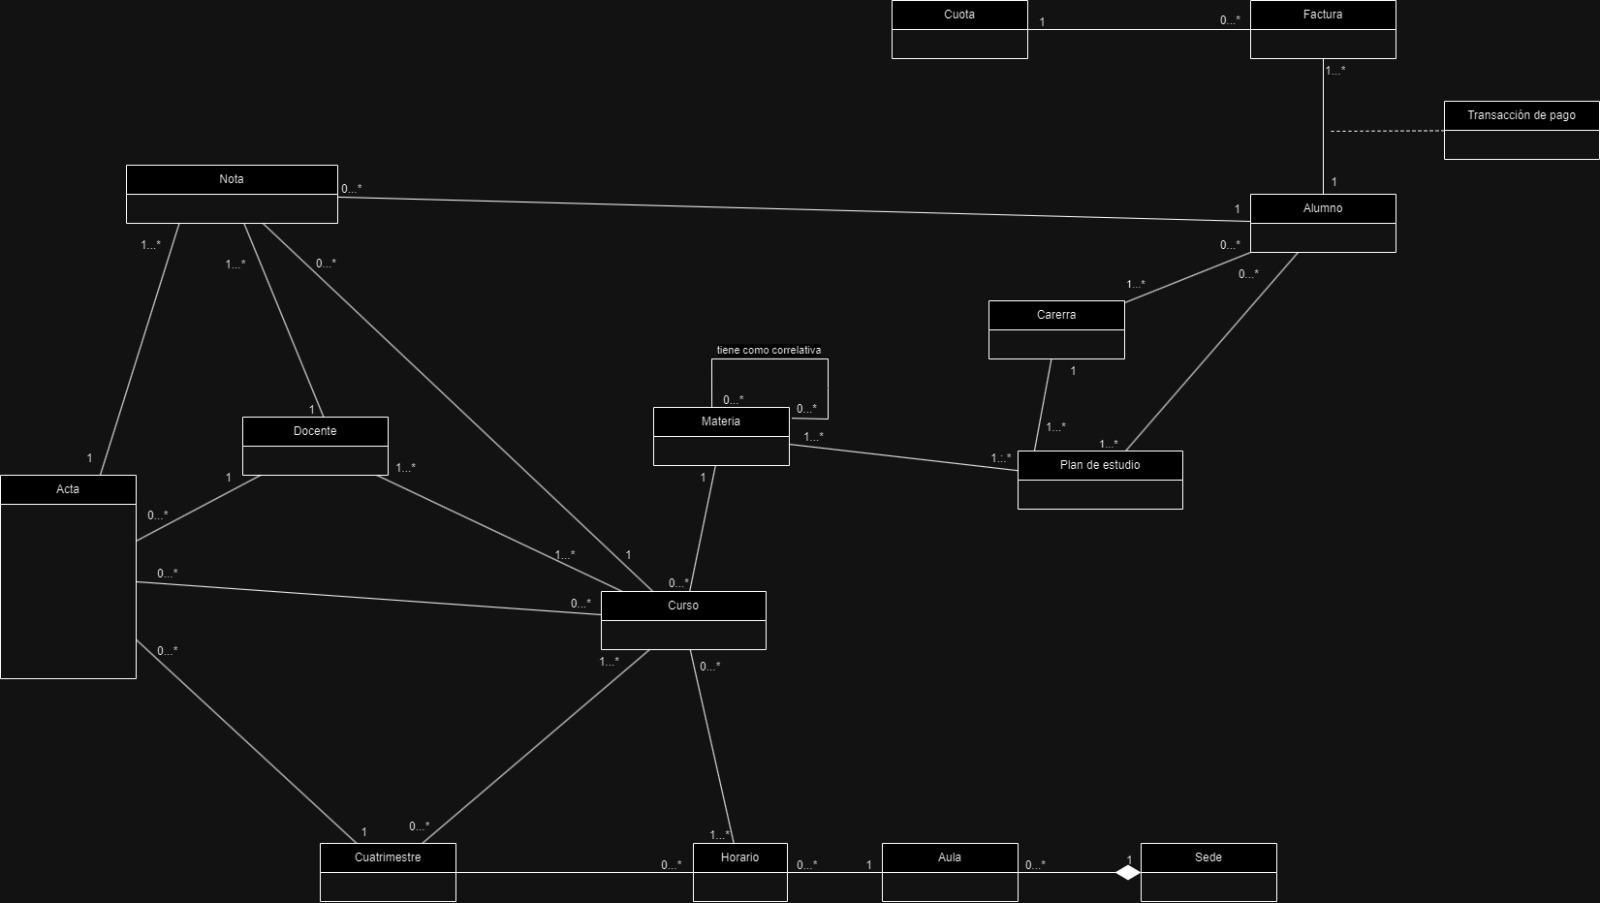 Cuota
1
0...*
Factura
1...*
Transacción de pago
1
Alumno
Nota
0...*
1
1...*
1...*
0...*
0...*
0...*
1...*
Carerra
1
tiene como correlativa
0...*
0...*
Materia
1...*
1...*
1...*
1.:.*
Plan de estudio
1
Docente
1
1
1...*
1
Acta
0...*
0...*
1...*
1
0...*
0...*
Curso
0...*
1...*
0...*
1
0...*
1...*
Cuatrimestre
0...*
Horario
0...*
1
Aula
0...*
1
Sede